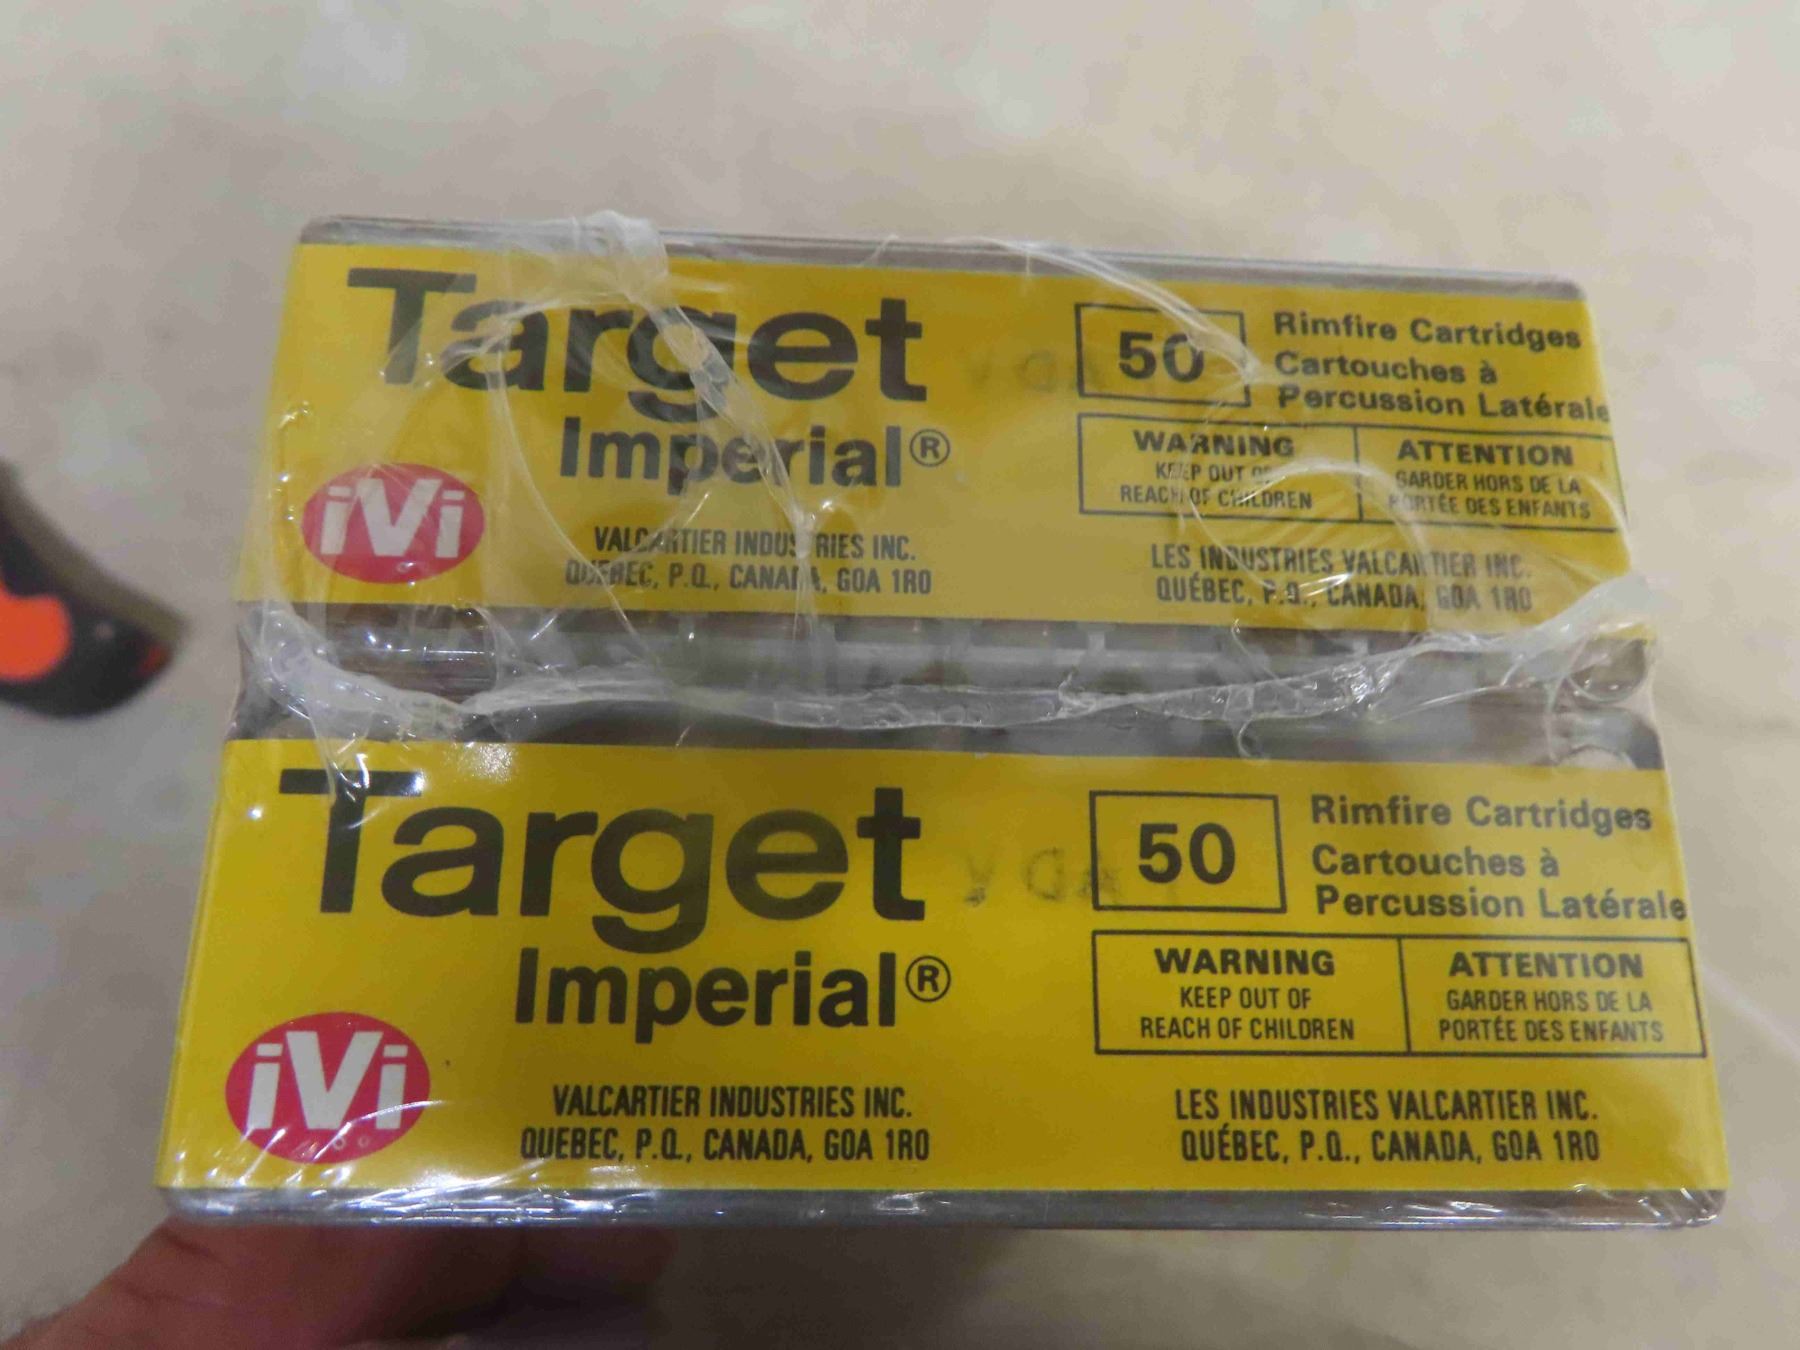 Target
Imperial®
iVi
VALCARTIER INDUSTRIES INC.
QUEBEC, P.Q., CANADA, G0A 1R0
50
Rimfire Cartridges
Cartouches à
Percussion Latérale
WARNING
KEEP OUT OF
REACH OF CHILDREN
ATTENTION
GARDER HORS DE LA
PORTÉE DES ENFANTS
LES INDUSTRIES VALCARTIER INC.
QUÉBEC, P.Q., CANADA, G0A 1R0
Target
Imperial®
iVi
VALCARTIER INDUSTRIES INC.
QUEBEC, P.Q., CANADA, G0A 1R0
50
Rimfire Cartridges
Cartouches à
Percussion Latérale
WARNING
KEEP OUT OF
REACH OF CHILDREN
ATTENTION
GARDER HORS DE LA
PORTÉE DES ENFANTS
LES INDUSTRIES VALCARTIER INC.
QUÉBEC, P.Q., CANADA, G0A 1R0